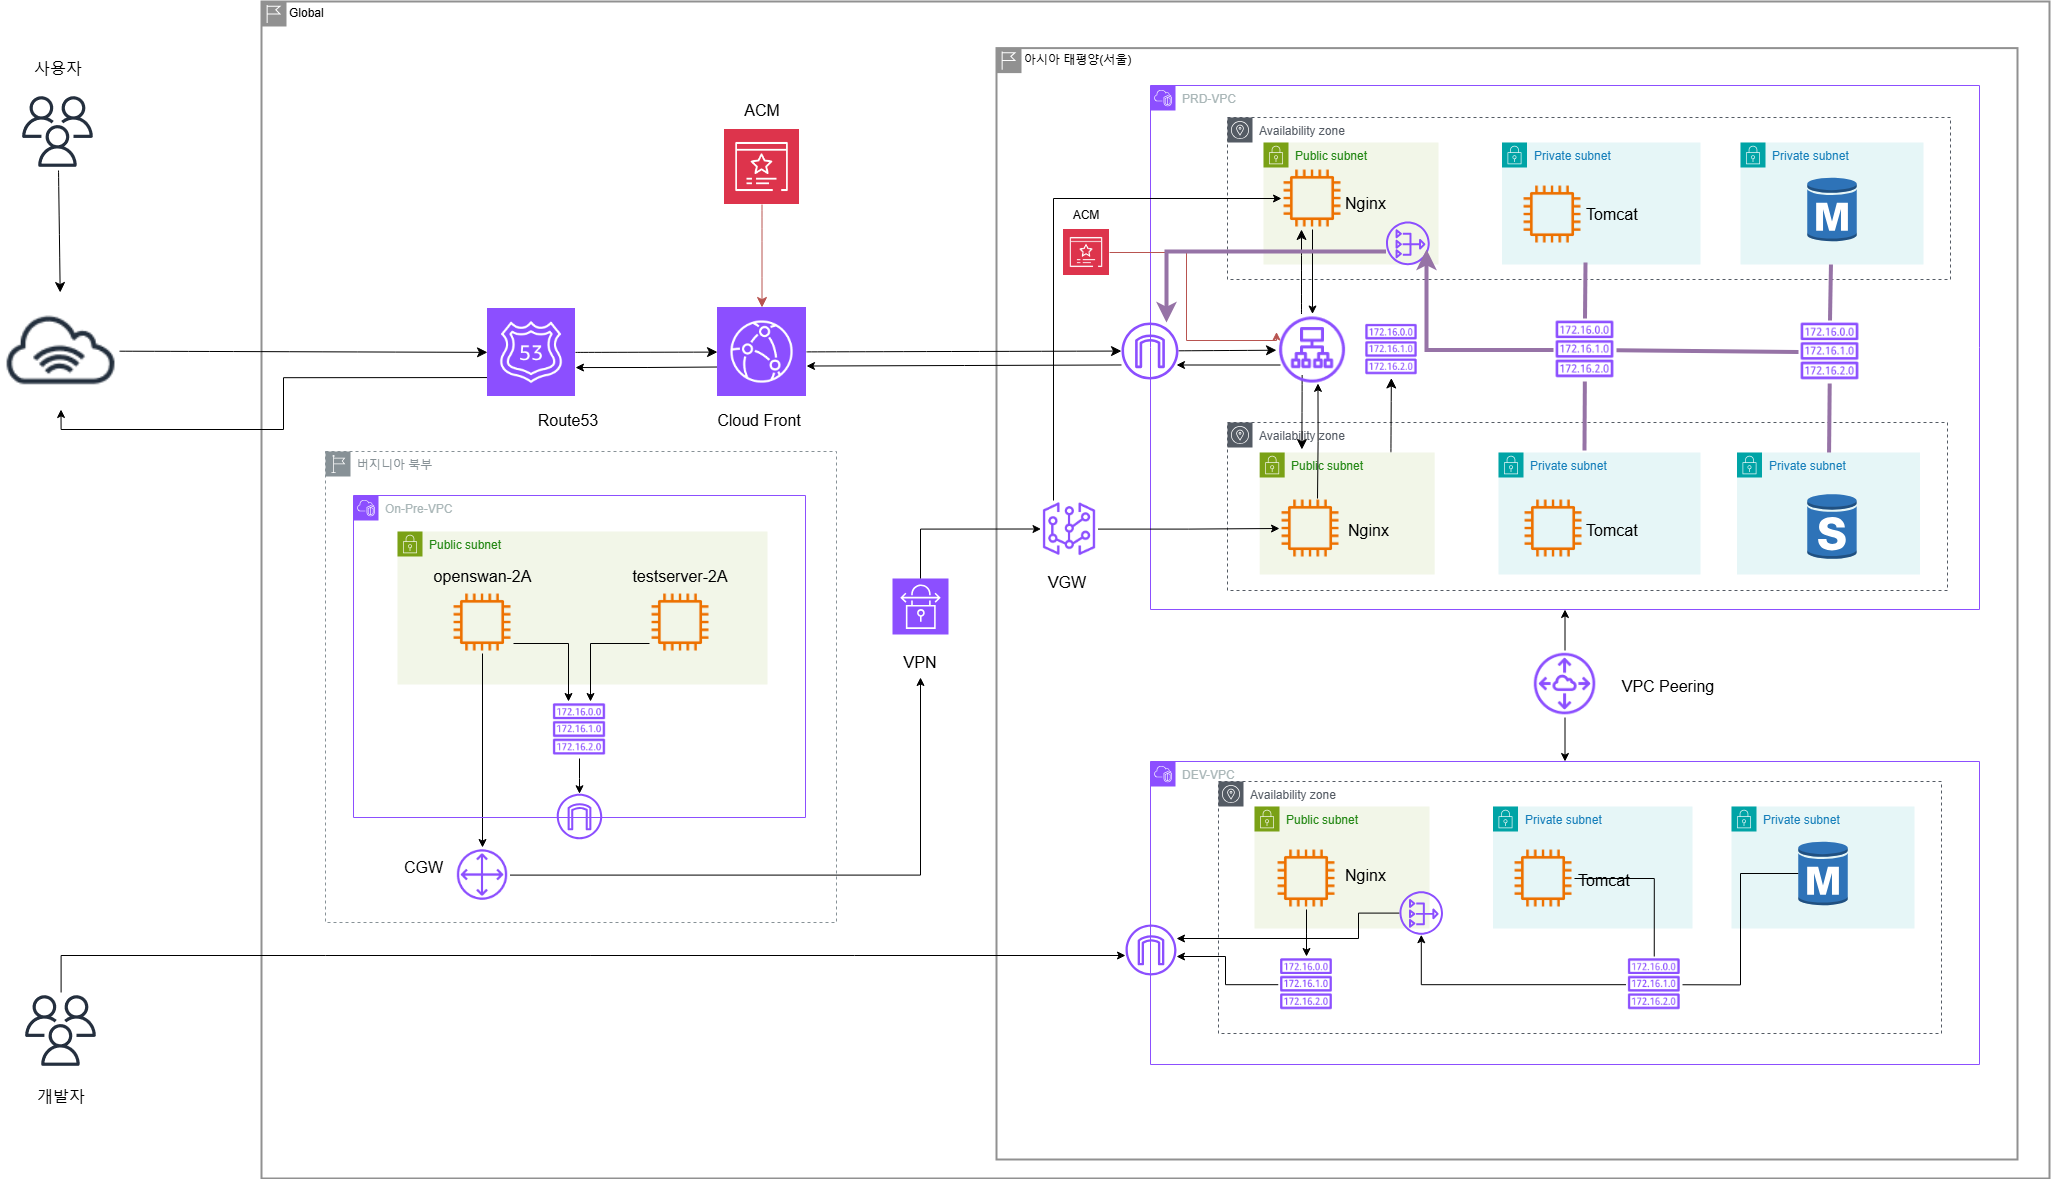 Global
사용자
아시아 태평양(서울)
PRD-VPC
ACM
Availability zone
Public subnet
Private subnet
Private subnet
Nginx
Tomcat
M
ACM
53
172.16.0.0
172.16.1.0
172.16.2.0
172.16.0.0
172.16.1.0
172.16.2.0
172.16.0.0
172.16.1.0
172.16.2.0
Route53
Cloud Front
Availability zone
Public subnet
Private subnet
Private subnet
Nginx
Tomcat
S
버지니아 북부
On-Pre-VPC
Public subnet
openswan-2A
testserver-2A
VGW
VPN
172.16.0.0
172.16.1.0
172.16.2.0
CGW
VPC Peering
DEV-VPC
Availability zone
Public subnet
Private subnet
Private subnet
Nginx
Tomcat
M
172.16.0.0
172.16.1.0
172.16.2.0
172.16.0.0
172.16.1.0
172.16.2.0
개발자